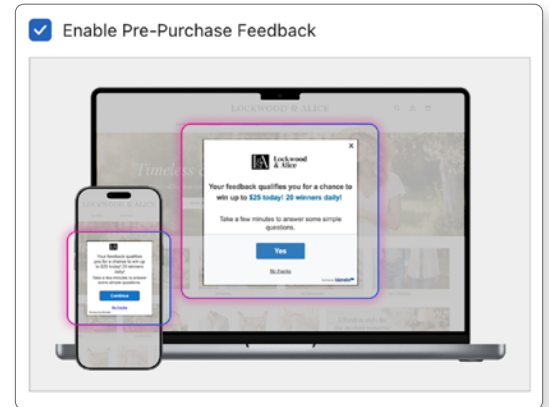 Enable Pre-Purchase Feedback
LOCKWOOD & ALICE
Timeless &
X
LA Lockwood
& Alice
Your feedback qualifies you for a chance to
win up to $25 today! 20 winners daily!
Take a few minutes to answer some simple
questions.
Yes
No thanks
LA
Your feedback qualifies
you for a chance to win up
to $25 today! 20 winners
daily!
Take a few minutes to answer
some simple questions.
Continue
No thanks